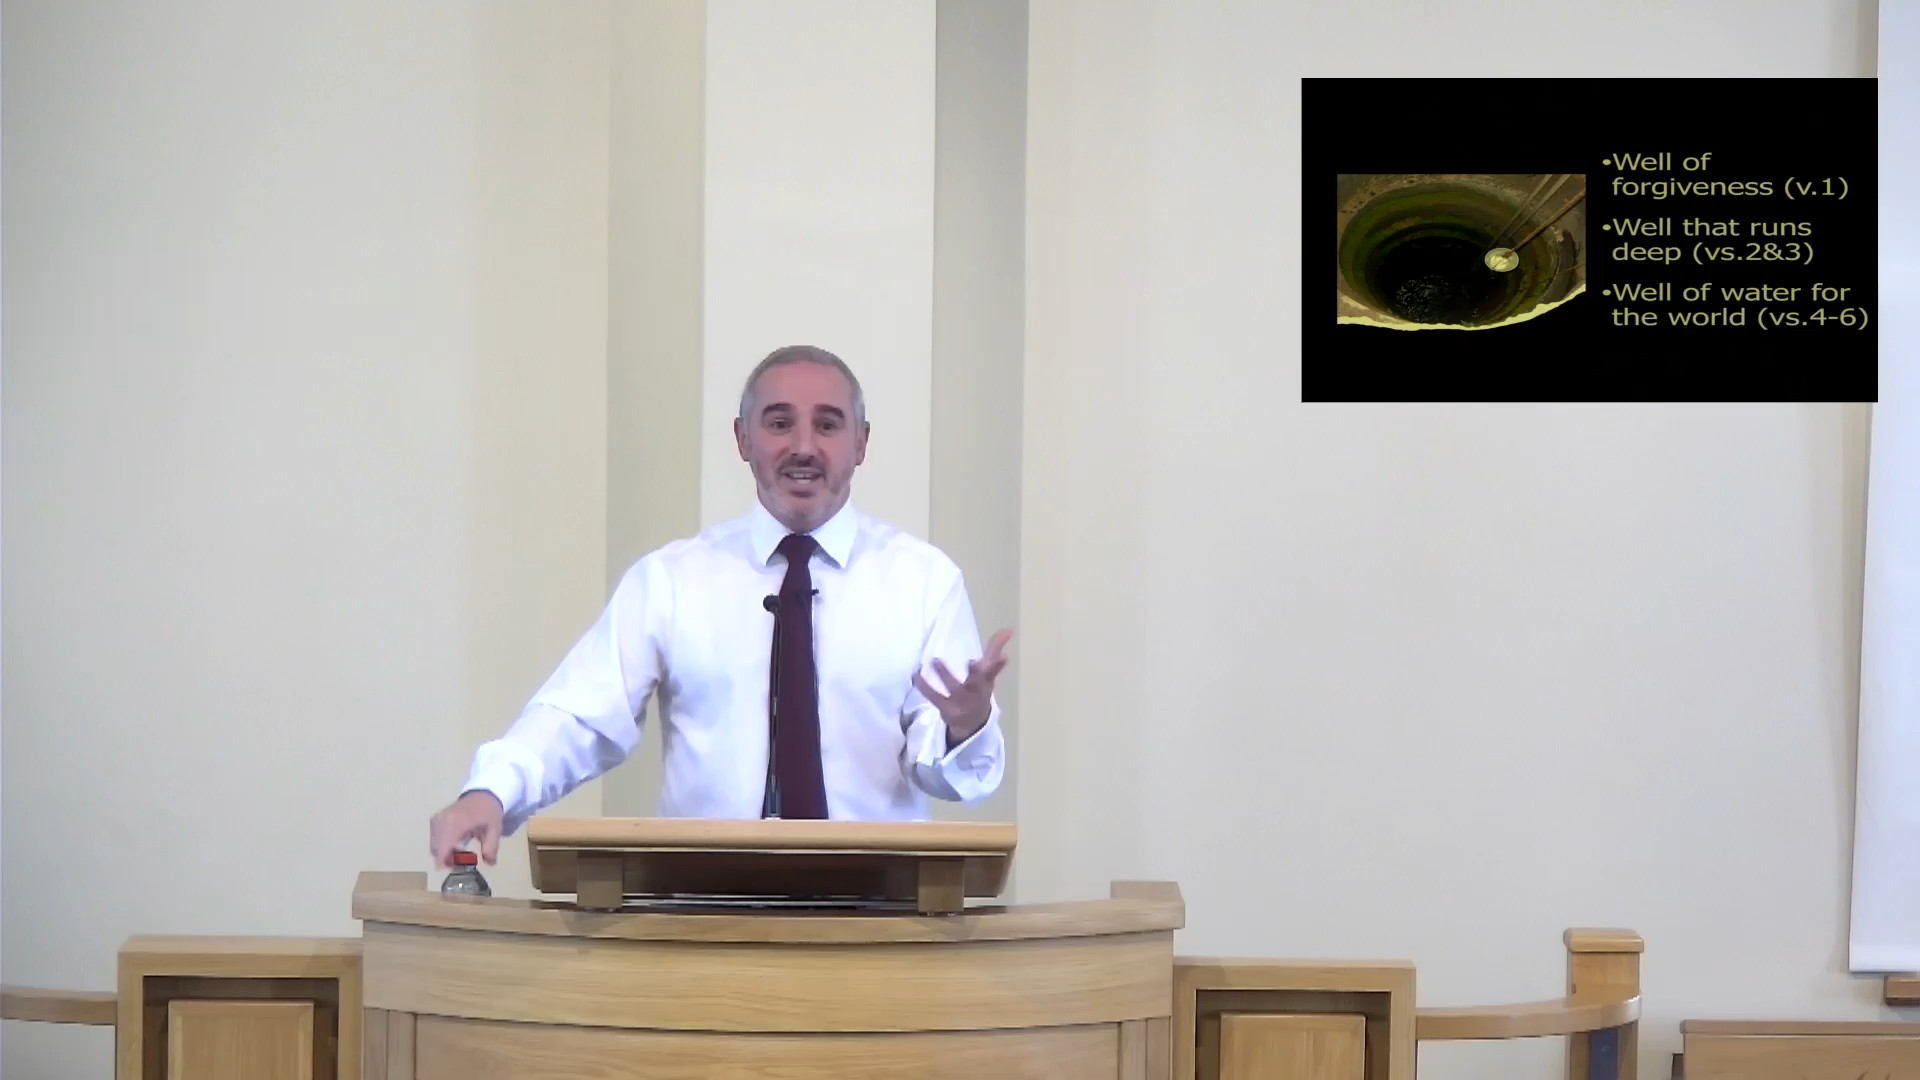 •Well of
forgiveness (v.1)
•Well that runs
deep (vs.2&3)
•Well of water for
the world (vs.4-6)